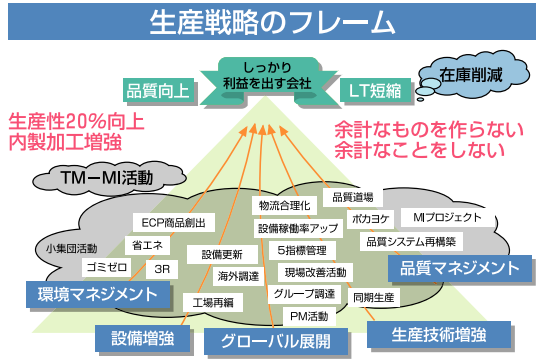 生産戦略のフレーム
しっかり
利益を出す会社
品質向上
LT短縮
在庫削減
生産性20%向上
内製加工増強
余計なものを作らない
余計なことをしない
TM－MI活動
品質道場
物流合理化
ECP商品創出
ポカヨケ
MIプロジェクト
設備稼働率アップ
小集団活動
省エネ
設備更新
5指標管理
品質システム再構築
ゴミゼロ
3R
海外調達
現場改善活動
品質マネジメント
環境マネジメント
工場再編
グループ調達
同期生産
PM活動
設備増強
グローバル展開
生産技術増強